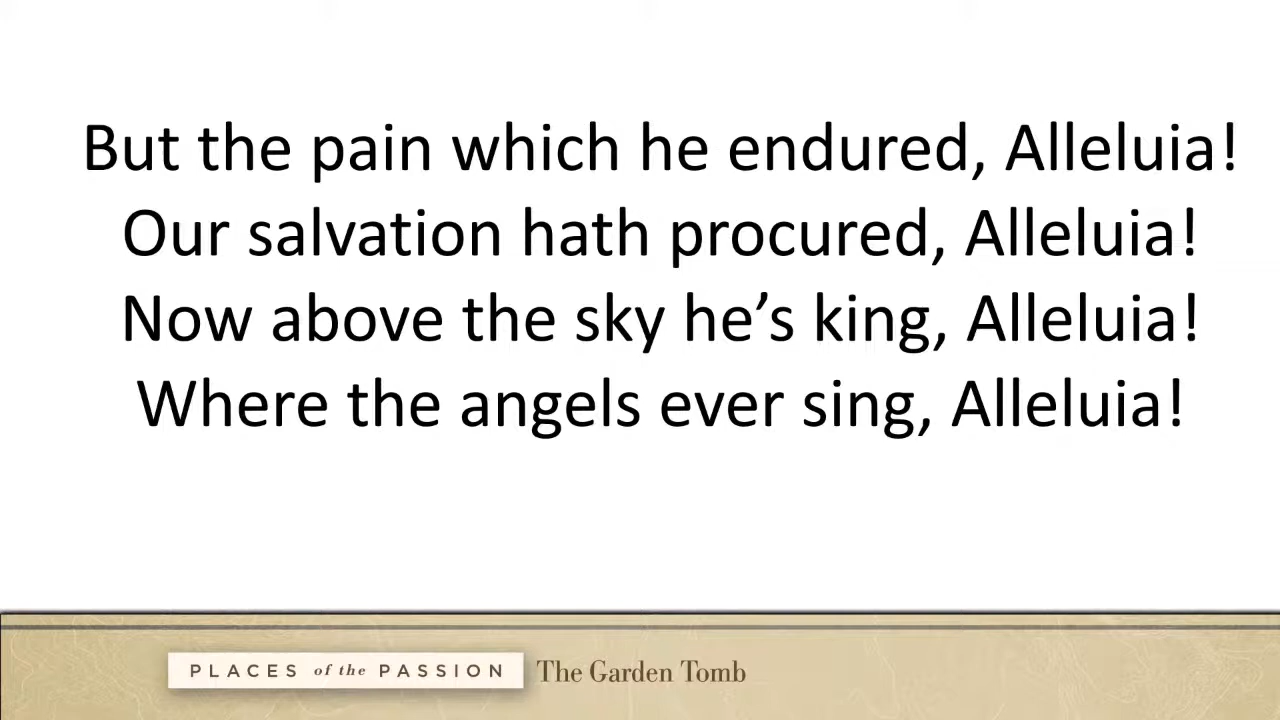 But the pain which he endured, Alleluia!
Our salvation hath procured, Alleluia!
Now above the sky he’s king, Alleluia!
Where the angels ever sing, Alleluia!
PLACES of the PASSION The Garden Tomb